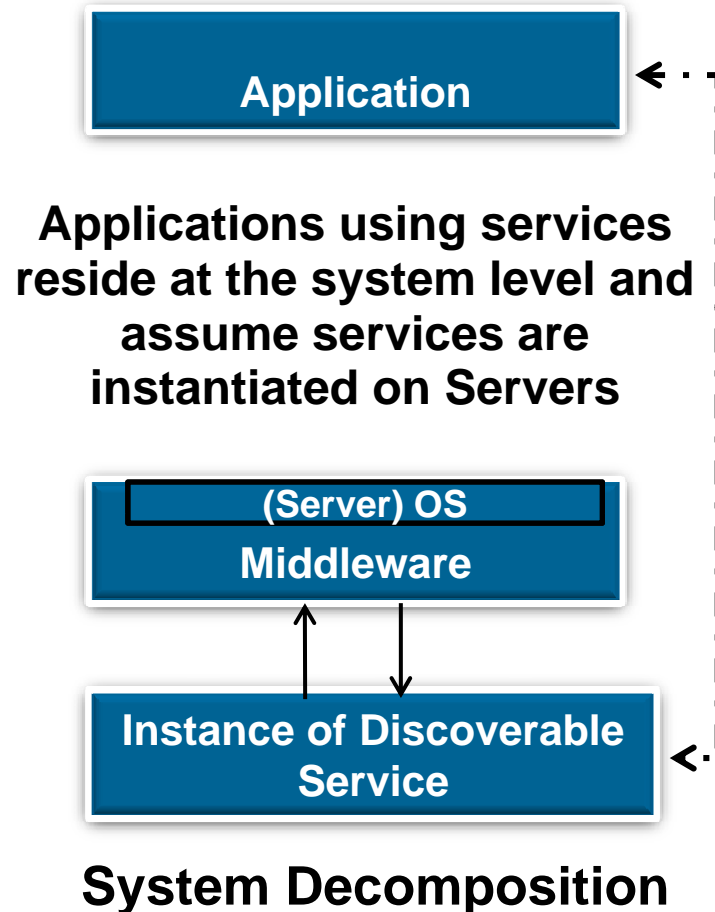 Application
Applications using services
reside at the system level and
assume services are
instantiated on Servers
(Server) OS
Middleware
Instance of Discoverable
Service
System Decomposition